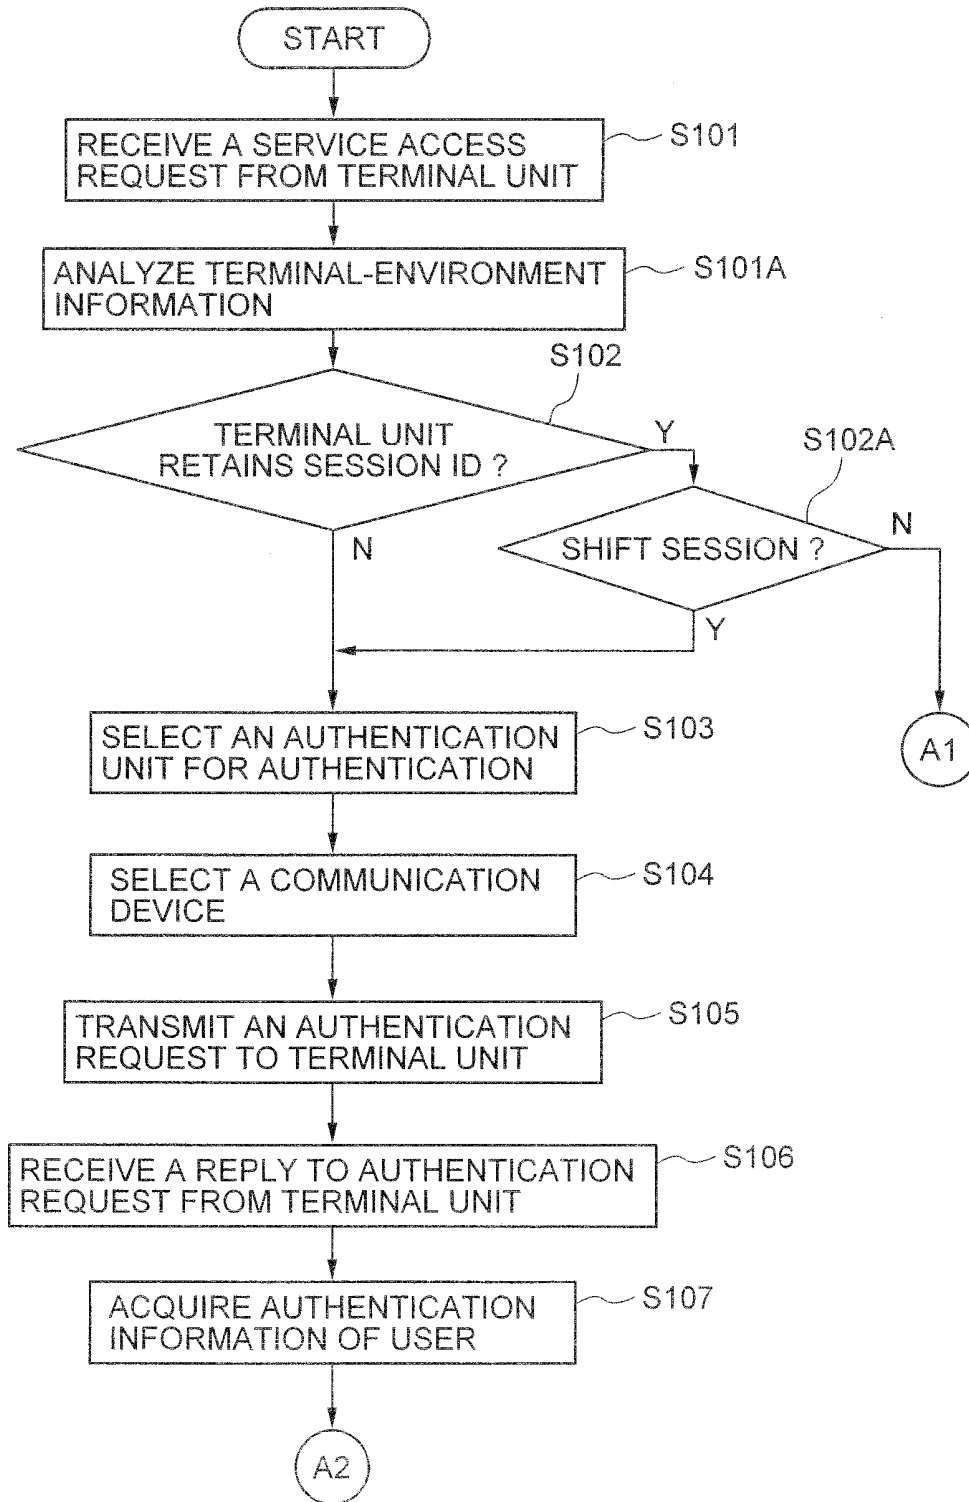 START
RECEIVE A SERVICE ACCESS
REQUEST FROM TERMINAL UNIT
S101
ANALYZE TERMINAL-ENVIRONMENT
INFORMATION
S101A
S102
TERMINAL UNIT
RETAINS SESSION ID ?
Y
S102A
N
SHIFT SESSION ?
N
Y
SELECT AN AUTHENTICATION
UNIT FOR AUTHENTICATION
S103
A1
SELECT A COMMUNICATION
DEVICE
S104
TRANSMIT AN AUTHENTICATION
REQUEST TO TERMINAL UNIT
S105
RECEIVE A REPLY TO AUTHENTICATION
REQUEST FROM TERMINAL UNIT
S106
ACQUIRE AUTHENTICATION
INFORMATION OF USER
S107
A2